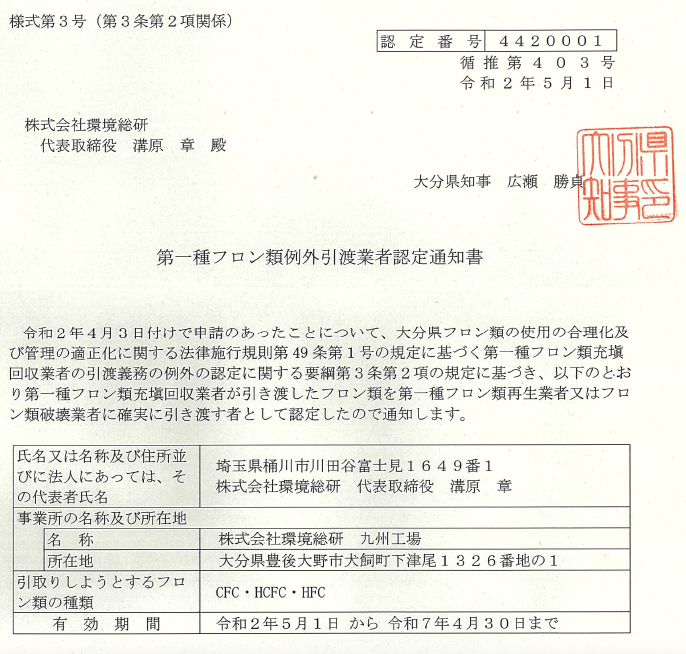 様式第3号（第3条第2項関係）
認定番号 4420001
循推第403号
令和2年5月1日
株式会社環境総研
代表取締役　溝原　章　殿
大分県知事　広瀬　勝貞
大分県知事印
第一種フロン類例外引渡業者認定通知書
令和2年4月3日付けで申請のあったことについて、大分県フロン類の使用の合理化及
び管理の適正化に関する法律施行規則第49条第1号の規定に基づく第一種フロン類充塡
回収業者の引渡義務の例外の認定に関する要綱第3条第2項の規定に基づき、以下のとお
り第一種フロン類充塡回収業者が引き渡したフロン類を第一種フロン類再生業者又はフロ
ン類破壊業者に確実に引き渡す者として認定したので通知します。
氏名又は名称及び住所並
びに法人にあっては、そ
の代表者氏名
埼玉県桶川市川田谷富士見1649番1
株式会社環境総研　代表取締役　溝原　章
事業所の名称及び所在地
名　称　株式会社環境総研　九州工場
所在地　大分県豊後大野市犬飼町下津尾1326番地の1
引取りしようとするフロ
ン類の種類
CFC・HCFC・HFC
有効期間　令和2年5月1日 から 令和7年4月30日まで